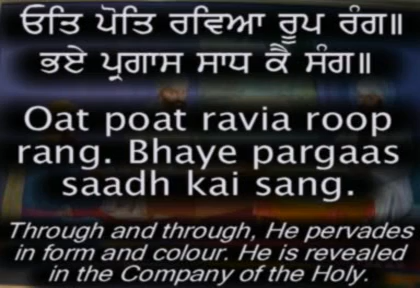 ਓਤਿ ਪੋਤਿ ਰਵਿਆ ਰੂਪ ਰੰਗ॥
ਭਏ ਪ੍ਰਗਾਸ ਸਾਧ ਕੈ ਸੰਗ॥
Oat poat ravia roop
rang. Bhaye pargaas
saadh kai sang.
Through and through, He pervades
in form and colour. He is revealed
in the Company of the Holy.